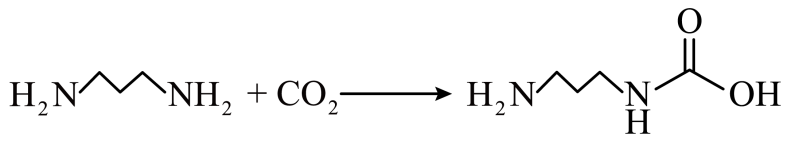 O
H₂N NH₂ + CO₂ H₂N N OH
H